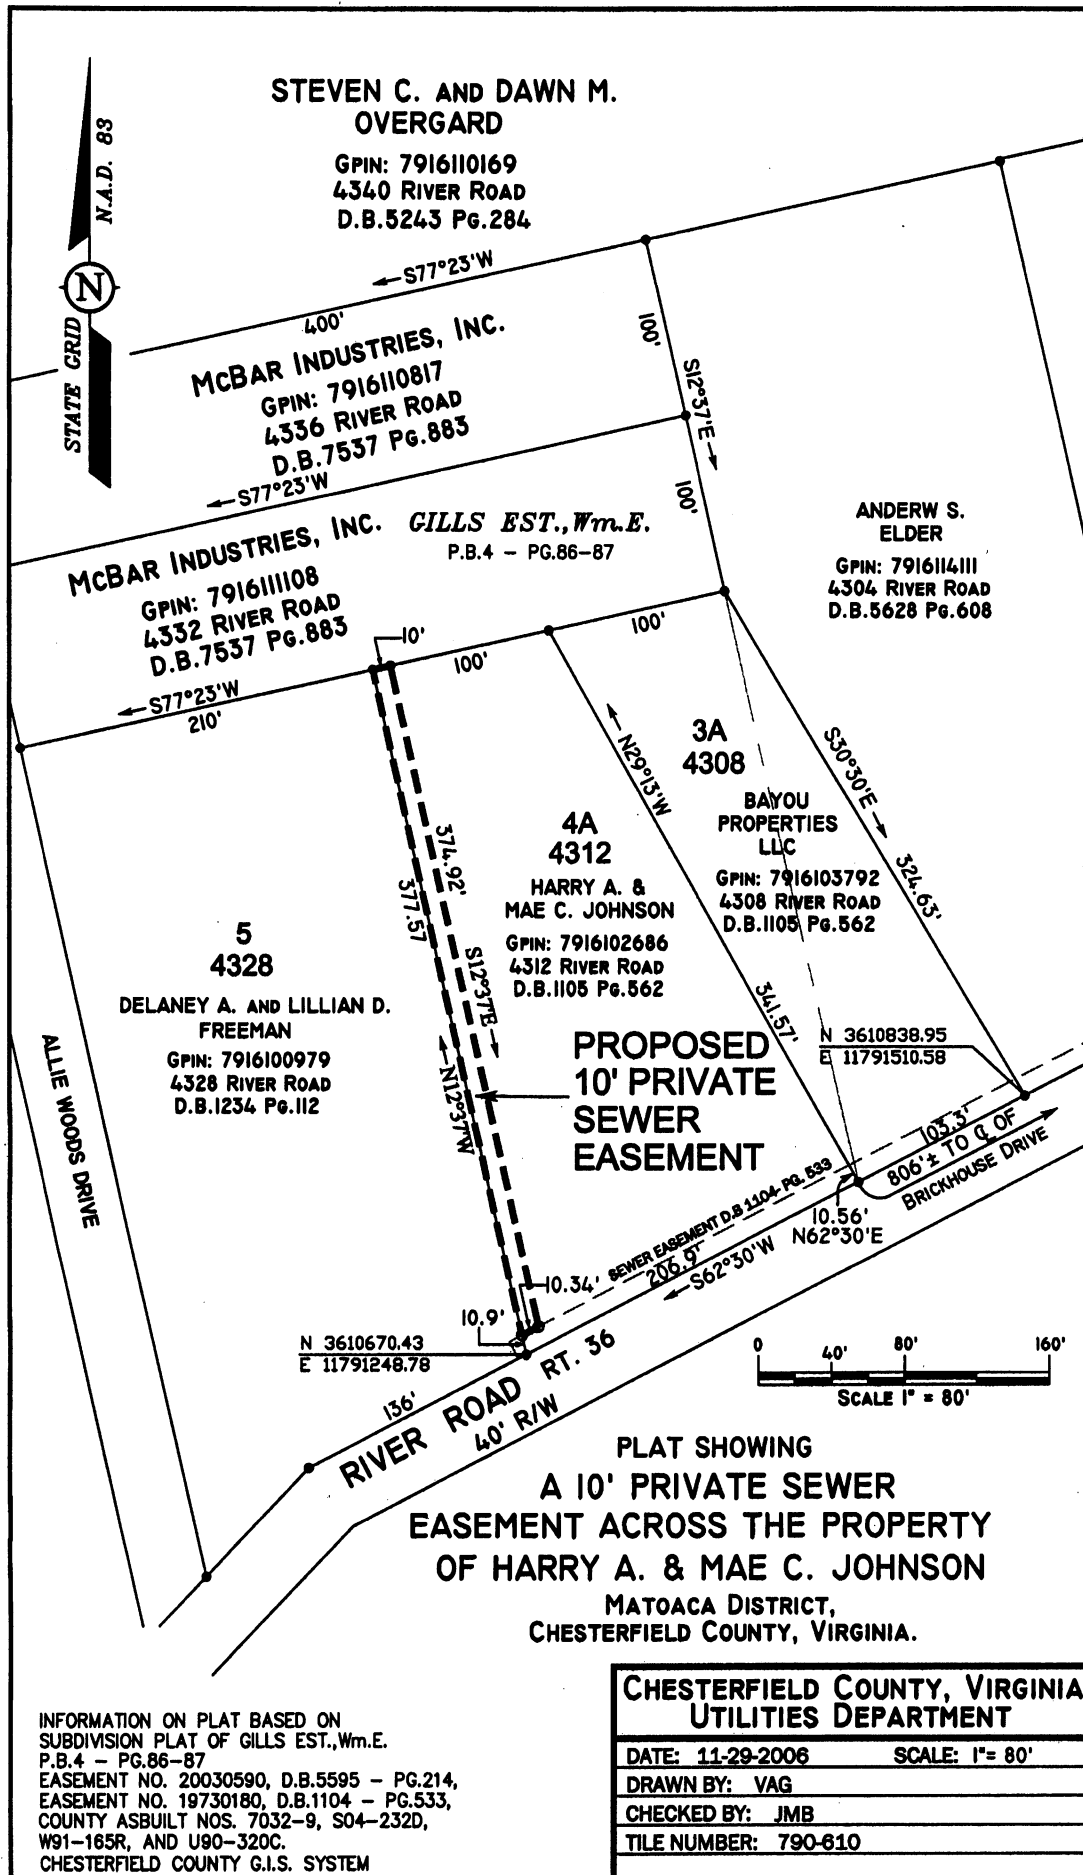 STEVEN C. AND DAWN M.
OVERGARD
GPIN: 7916110169
4340 RIVER ROAD
D.B.5243 PG.284
N.A.D. 83
N
STATE GRID
S77°23'W
400'
McBAR INDUSTRIES, INC.
GPIN: 7916110817
4336 RIVER ROAD
D.B.7537 PG.883
100'
S12°37'E
S77°23'W
100'
McBAR INDUSTRIES, INC.
GPIN: 7916111108
4332 RIVER ROAD
D.B.7537 PG.883
GILLS EST.,Wm.E.
P.B.4 – PG.86–87
ANDERW S.
ELDER
GPIN: 7916114111
4304 RIVER ROAD
D.B.5628 PG.608
10'
100'
100'
S77°23'W
210'
N29°13'W
3A
4308
BAYOU
PROPERTIES
LLC
GPIN: 7916103792
4308 RIVER ROAD
D.B.1105 PG.562
S30°30'E
324.63'
374.92'
377.57
S12°37'E
N12°37'W
4A
4312
HARRY A. &
MAE C. JOHNSON
GPIN: 7916102686
4312 RIVER ROAD
D.B.1105 PG.562
341.57'
5
4328
DELANEY A. AND LILLIAN D.
FREEMAN
GPIN: 7916100979
4328 RIVER ROAD
D.B.1234 PG.112
ALLIE WOODS DRIVE
PROPOSED
10' PRIVATE
SEWER
EASEMENT
N 3610838.95
E 11791510.58
103.3'
806'± TO ℄ OF
BRICKHOUSE DRIVE
10.56'
N62°30'E
SEWER EASEMENT D.B 1104-PG. 533
206.9'
S62°30'W
10.34'
10.9'
N 3610670.43
E 11791248.78
136'
RIVER ROAD RT. 36
40' R/W
0 40' 80' 160'
SCALE 1" = 80'
PLAT SHOWING
A 10' PRIVATE SEWER
EASEMENT ACROSS THE PROPERTY
OF HARRY A. & MAE C. JOHNSON
MATOACA DISTRICT,
CHESTERFIELD COUNTY, VIRGINIA.
INFORMATION ON PLAT BASED ON
SUBDIVISION PLAT OF GILLS EST.,Wm.E.
P.B.4 – PG.86–87
EASEMENT NO. 20030590, D.B.5595 – PG.214,
EASEMENT NO. 19730180, D.B.1104 – PG.533,
COUNTY ASBUILT NOS. 7032–9, S04–232D,
W91–165R, AND U90–320C.
CHESTERFIELD COUNTY G.I.S. SYSTEM
CHESTERFIELD COUNTY, VIRGINIA
UTILITIES DEPARTMENT
DATE: 11-29-2006 SCALE: 1"= 80'
DRAWN BY: VAG
CHECKED BY: JMB
TILE NUMBER: 790-610